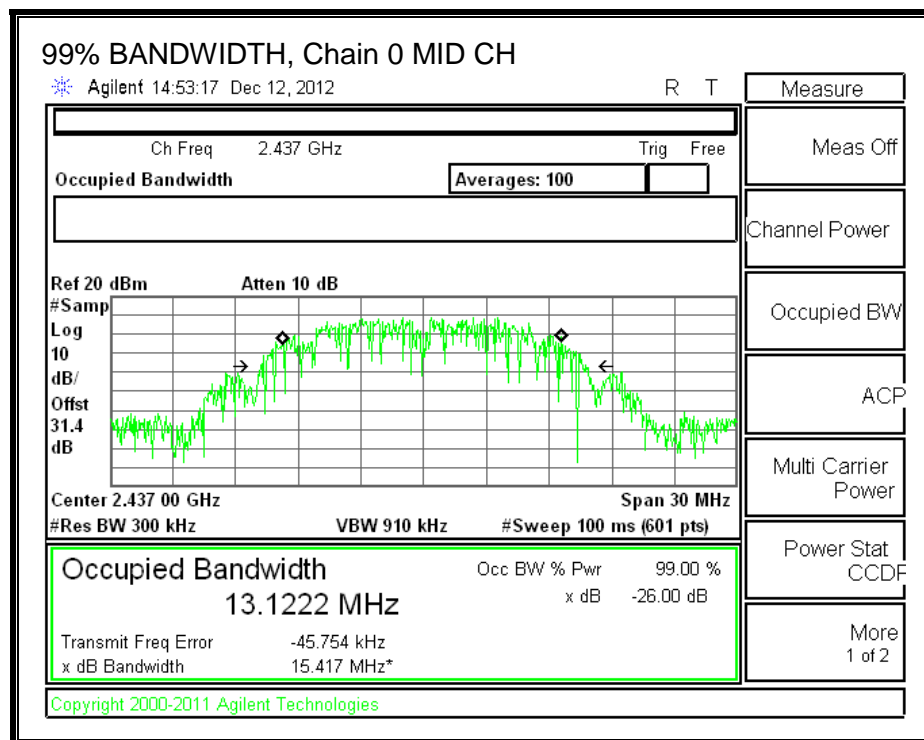 99% BANDWIDTH, Chain 0 MID CH
Agilent 14:53:17 Dec 12, 2012 R T
Measure
Ch Freq 2.437 GHz Trig Free
Meas Off
Occupied Bandwidth Averages: 100
Channel Power
Ref 20 dBm Atten 10 dB
#Samp
Log
10
dB/
Offst
31.4
dB
Occupied BW
ACP
Center 2.437 00 GHz Span 30 MHz
#Res BW 300 kHz VBW 910 kHz #Sweep 100 ms (601 pts)
Multi Carrier
Power
Occupied Bandwidth
13.1222 MHz
Occ BW % Pwr 99.00 %
x dB -26.00 dB
Transmit Freq Error -45.754 kHz
x dB Bandwidth 15.417 MHz*
Power Stat
CCDF
More
1 of 2
Copyright 2000-2011 Agilent Technologies